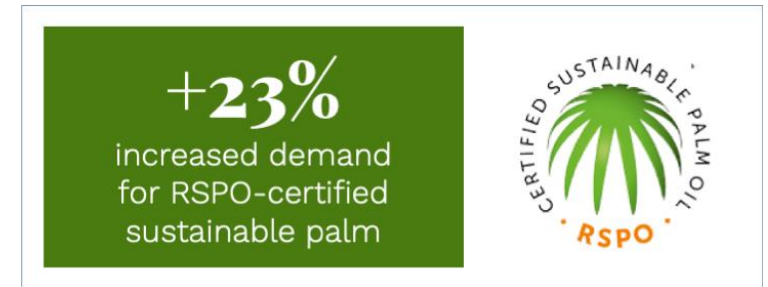 +23%
increased demand
for RSPO-certified
sustainable palm
CERTIFIED SUSTAINABLE PALM OIL
RSPO